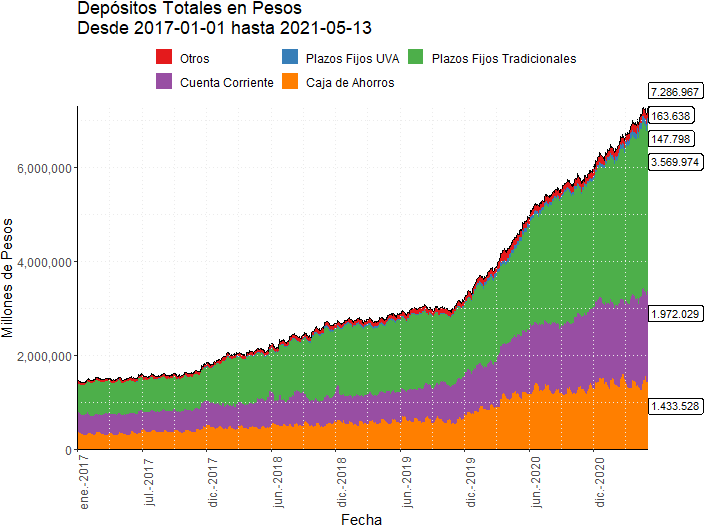 Depósitos Totales en Pesos
Desde 2017-01-01 hasta 2021-05-13
Otros
Plazos Fijos UVA
Plazos Fijos Tradicionales
Cuenta Corriente
Caja de Ahorros
7.286.967
163.638
147.798
3.569.974
1.972.029
1.433.528
6,000,000
4,000,000
2,000,000
0
Millones de Pesos
ene.-2017
jul.-2017
dic.-2017
jun.-2018
dic.-2018
jun.-2019
dic.-2019
jun.-2020
dic.-2020
Fecha